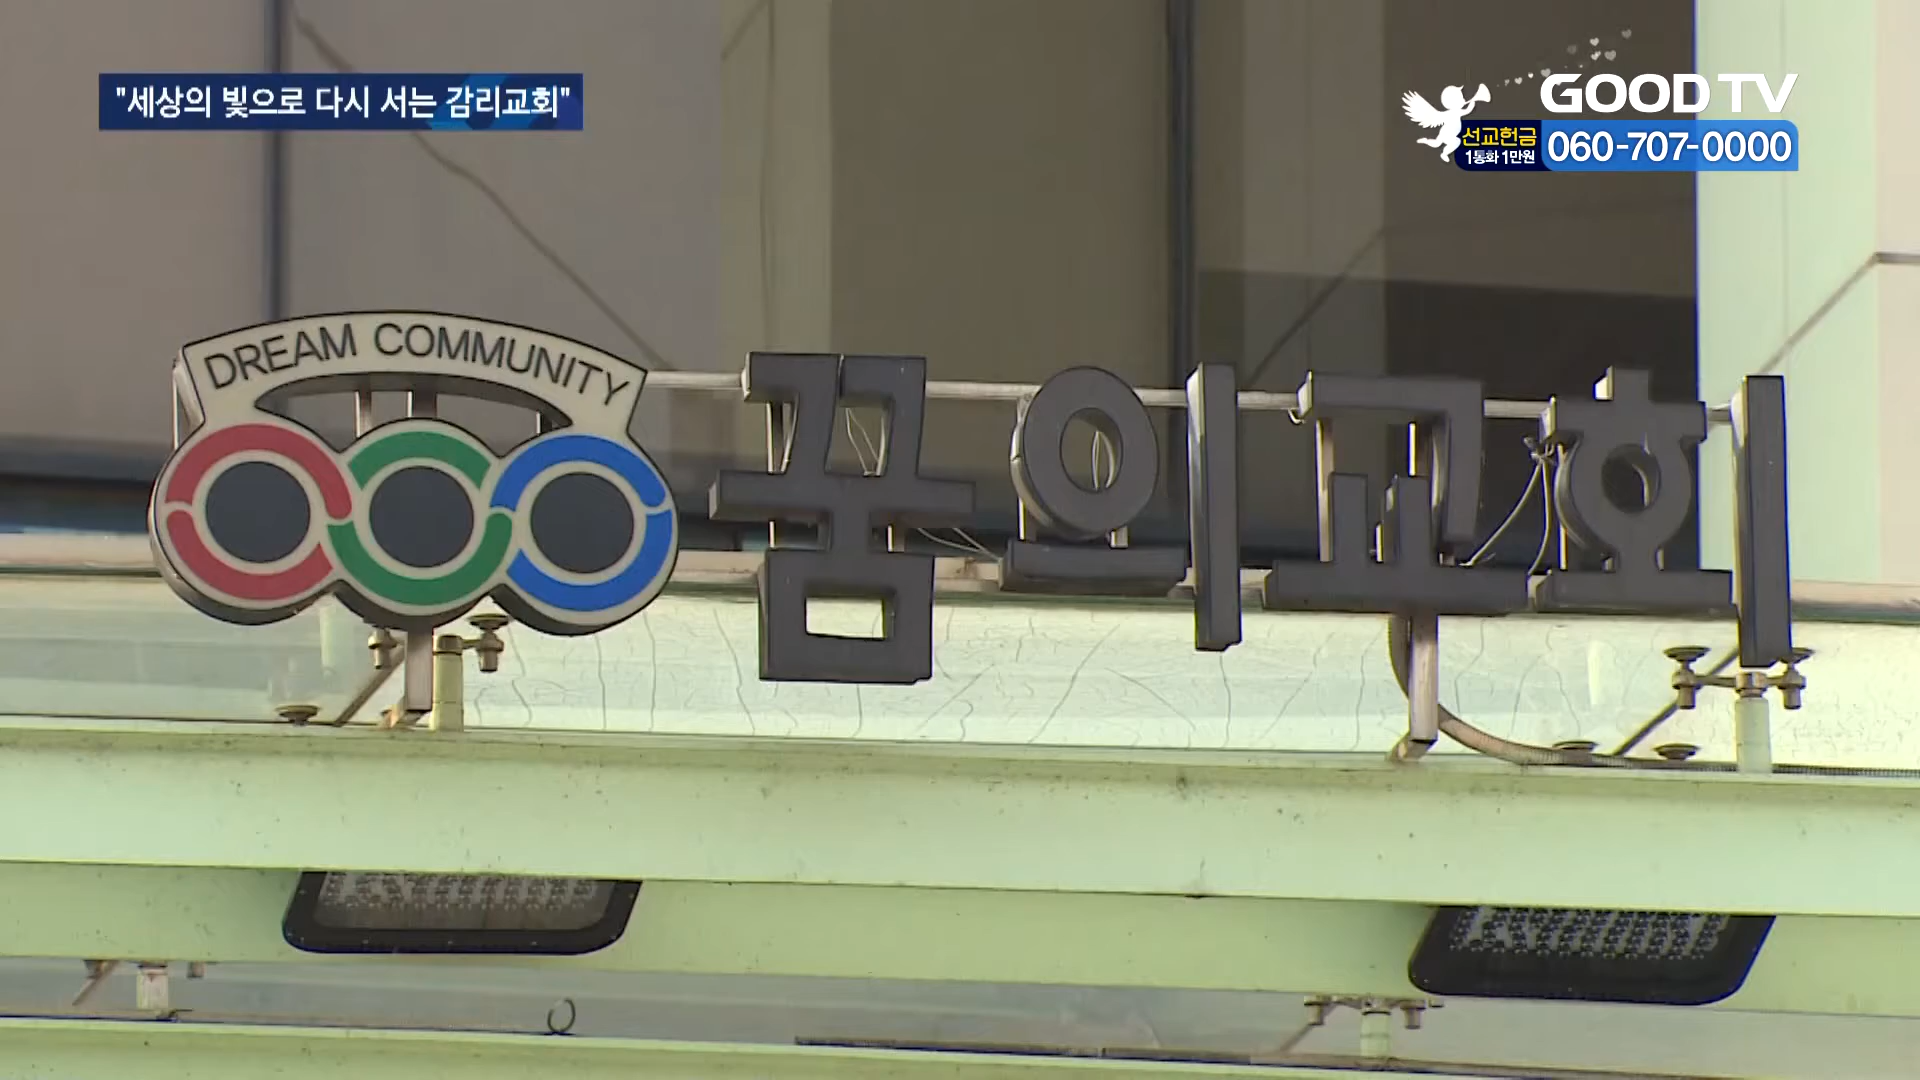 "세상의 빛으로 다시 서는 감리교회"
GOOD TV
선교헌금
1통화 1만원
060-707-0000
DREAM COMMUNITY
꿈의교회